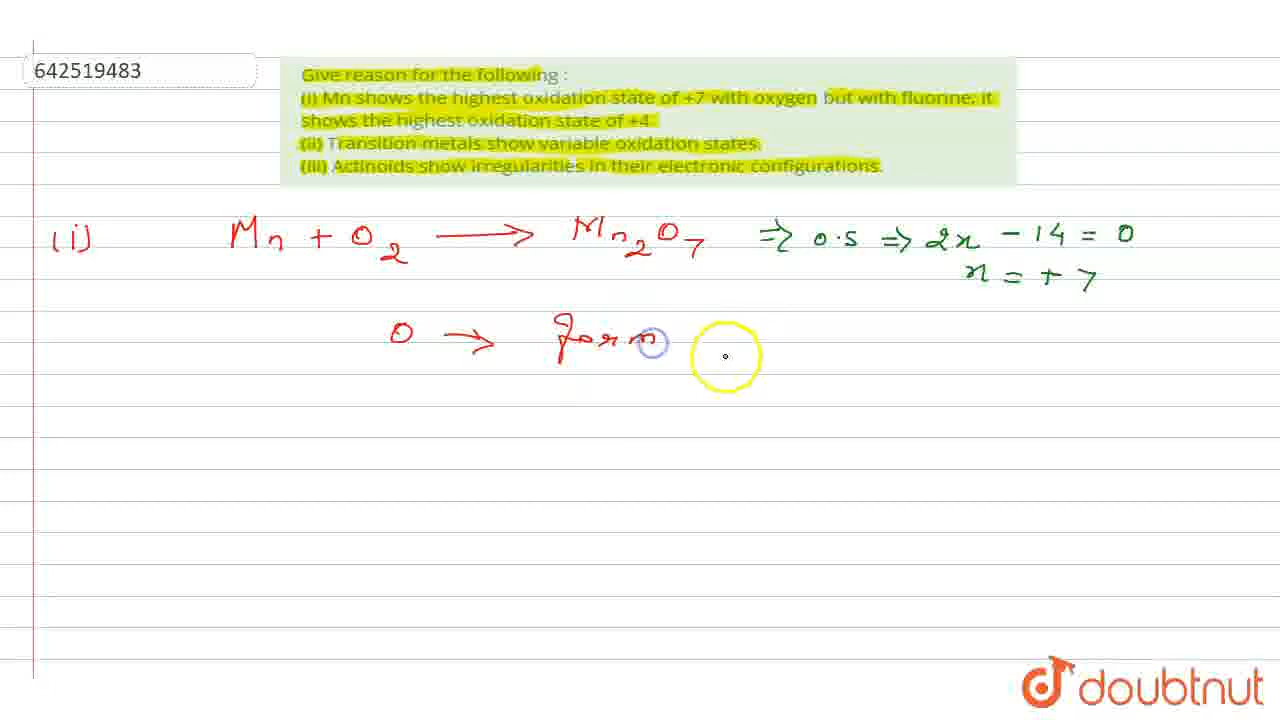 642519483
Give reason for the following :
(i) Mn shows the highest oxidation state of +7 with oxygen but with fluorine, it
shows the highest oxidation state of +4.
(ii) Transition metals show variable oxidation states.
(iii) Actinoids show irregularities in their electronic configurations.
(i) Mn + O2 → Mn2O7 ⇒ O.S ⇒ 2x - 14 = 0
x = + 7
O → form
doubtnut